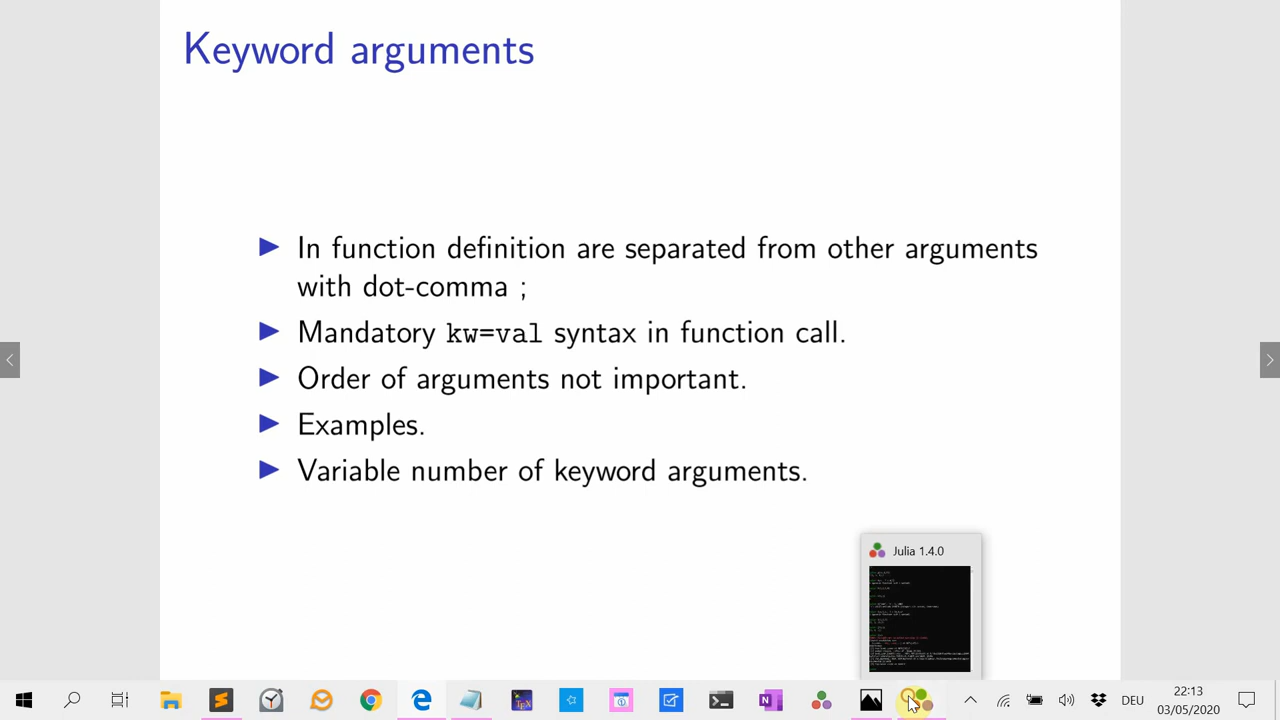 Keyword arguments
In function definition are separated from other arguments
with dot-comma ;
Mandatory kw=val syntax in function call.
Order of arguments not important.
Examples.
Variable number of keyword arguments.
Julia 1.4.0
DEU
22:13
03/05/2020